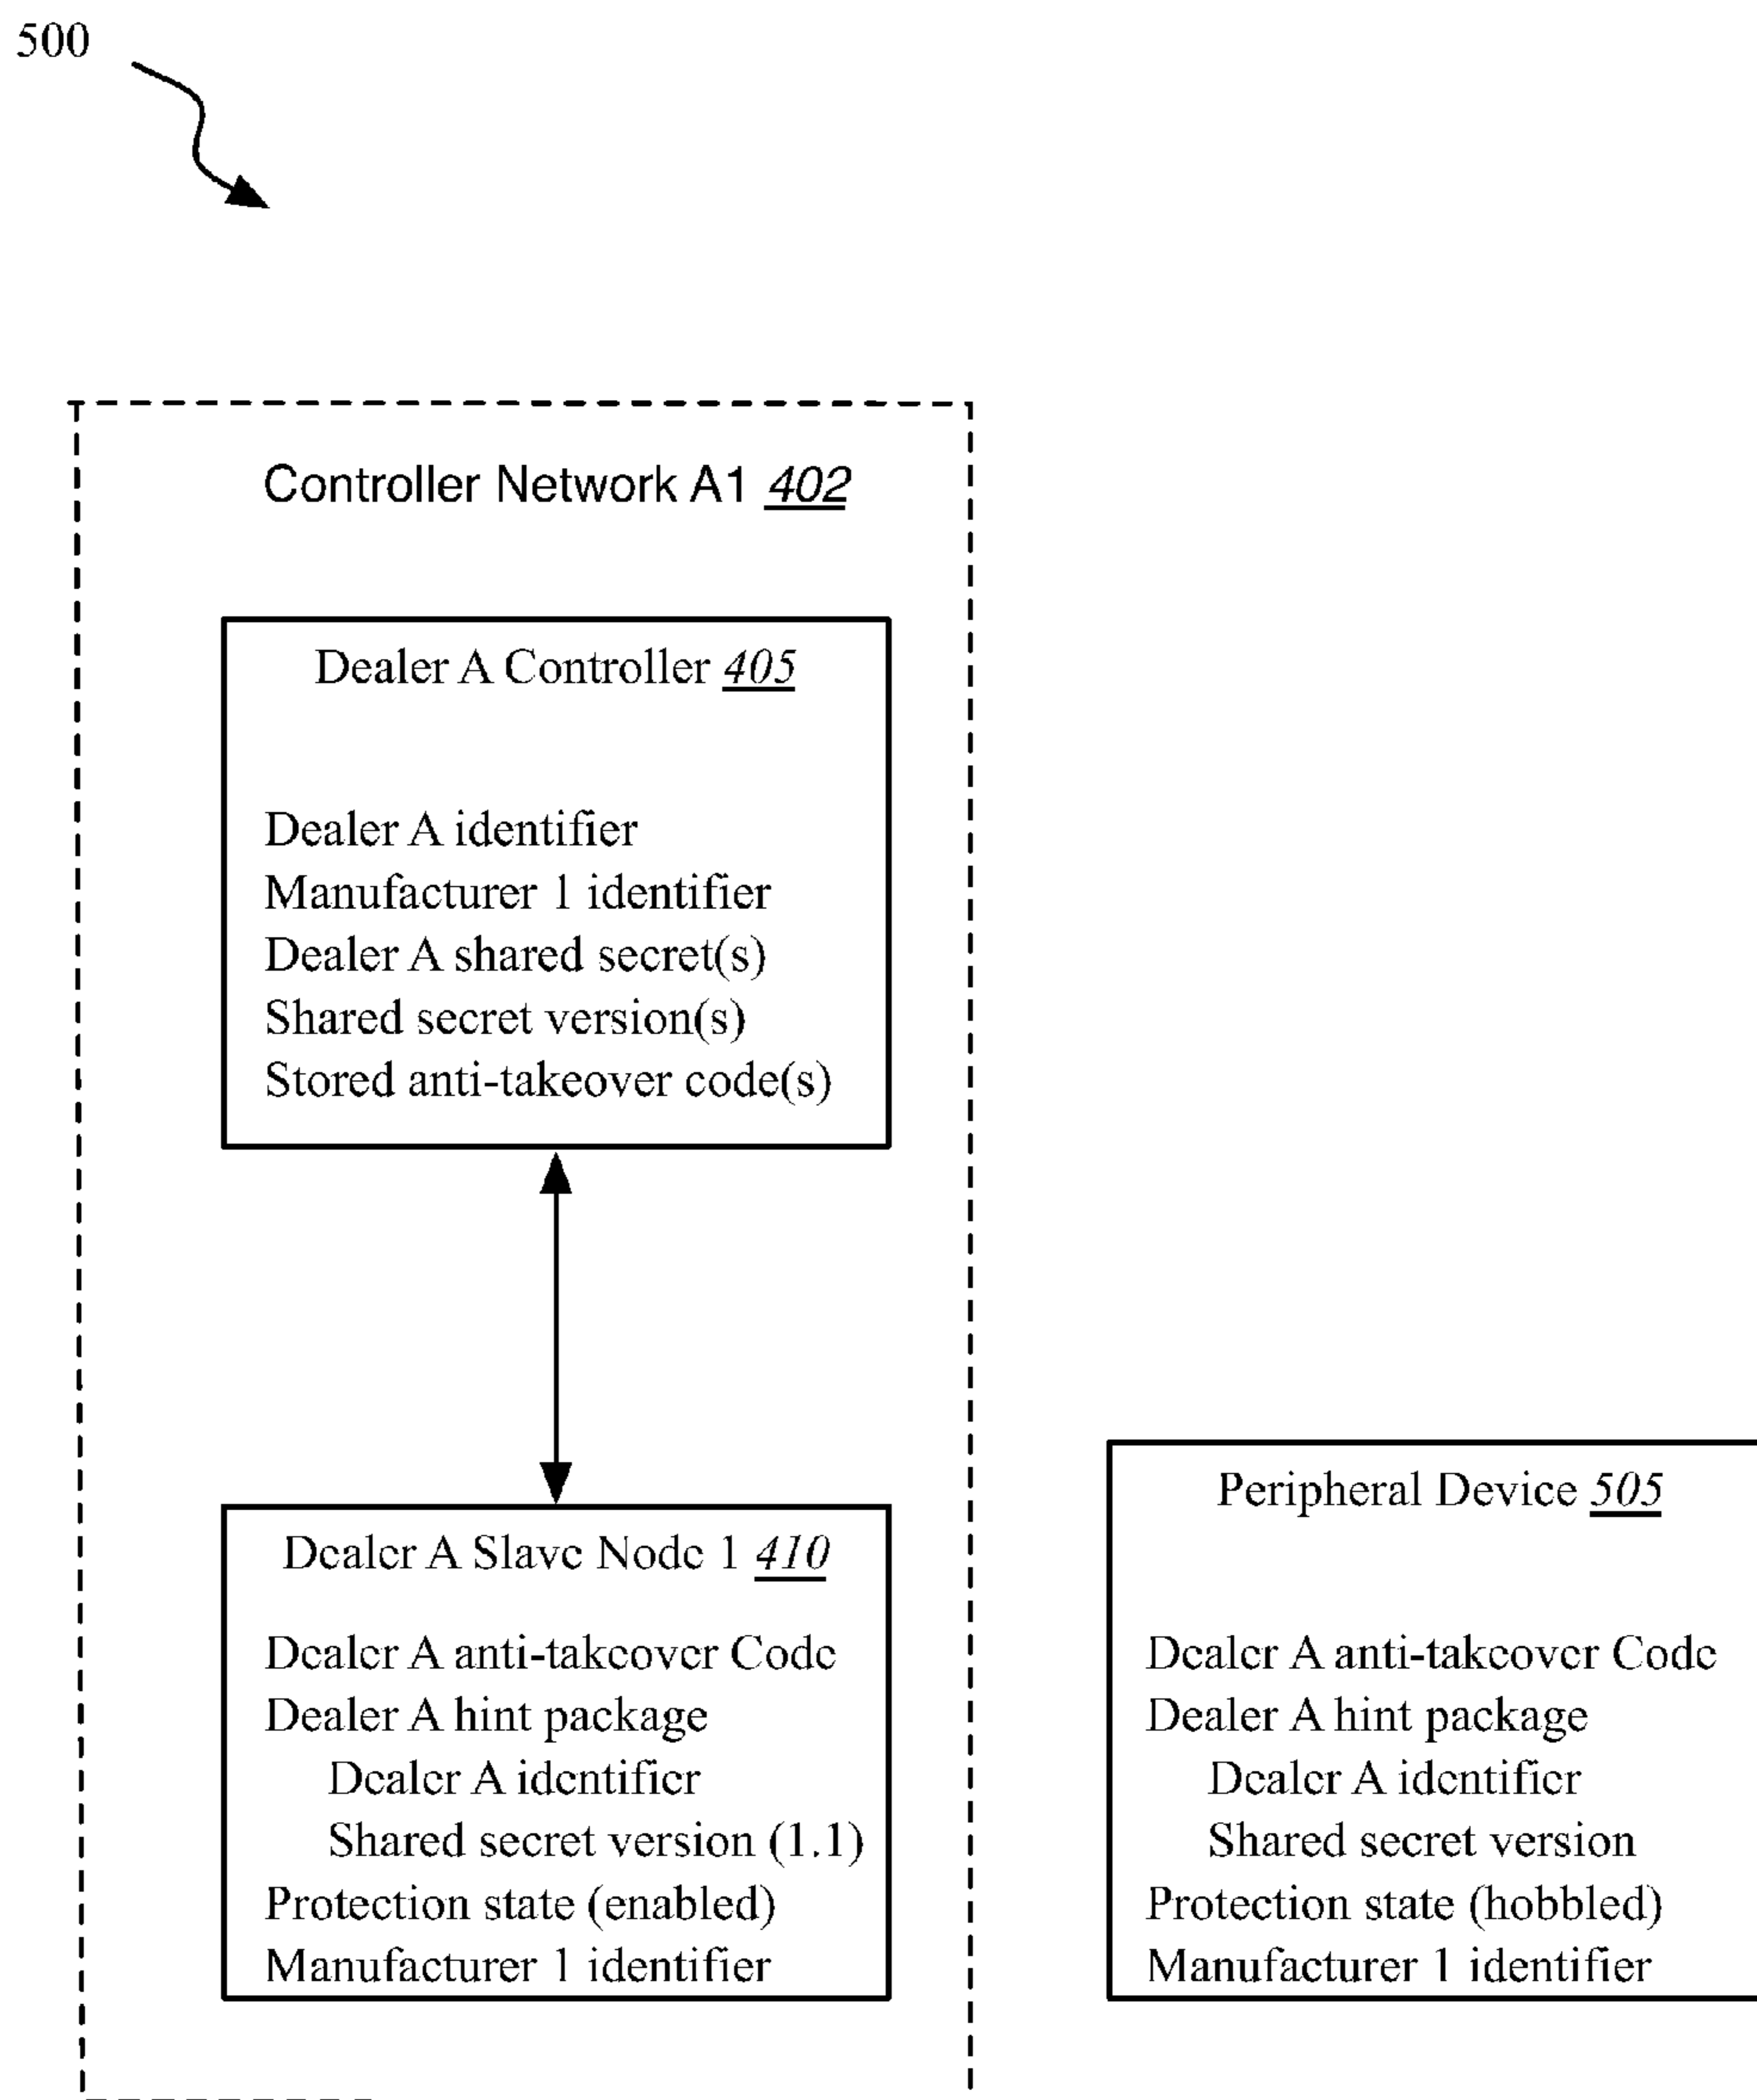 500
Controller Network A1 402
Dealer A Controller 405
Dealer A identifier
Manufacturer 1 identifier
Dealer A shared secret(s)
Shared secret version(s)
Stored anti-takeover code(s)
Dealer A Slave Node 1 410
Dealer A anti-takeover Code
Dealer A hint package
Dealer A identifier
Shared secret version (1.1)
Protection state (enabled)
Manufacturer 1 identifier
Peripheral Device 505
Dealer A anti-takeover Code
Dealer A hint package
Dealer A identifier
Shared secret version
Protection state (hobbled)
Manufacturer 1 identifier